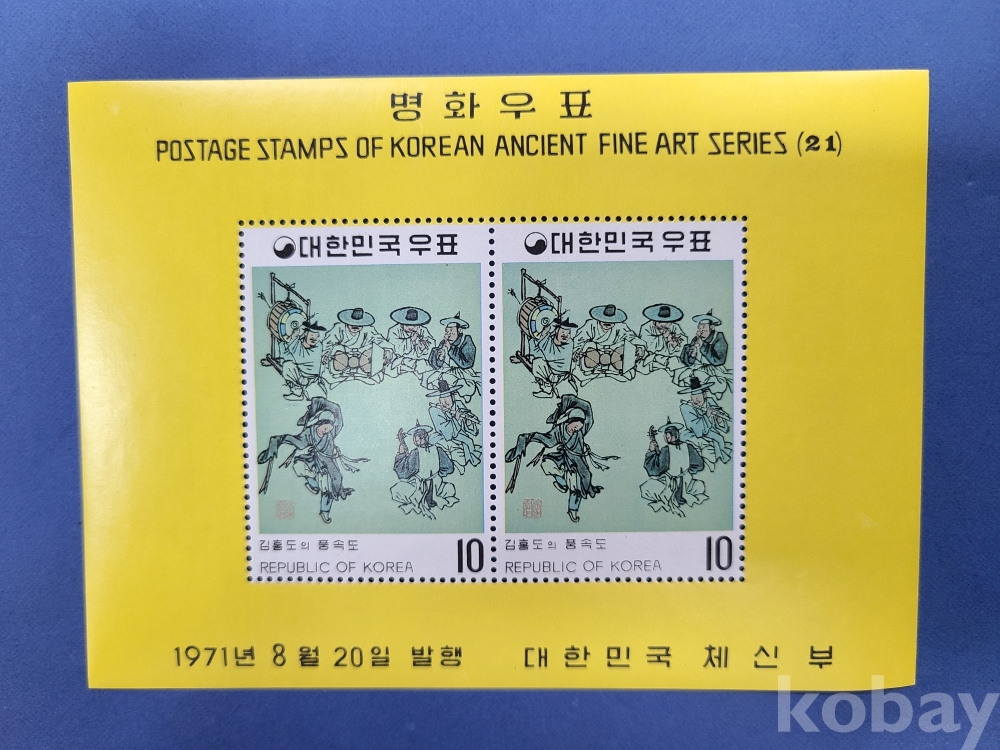 명화우표
POSTAGE STAMPS OF KOREAN ANCIENT FINE ART SERIES (21)
대한민국우표
김홍도의 풍속도
REPUBLIC OF KOREA 10
대한민국우표
김홍도의 풍속도
REPUBLIC OF KOREA 10
1971년 8월 20일 발행 대한민국 체신부
kobay